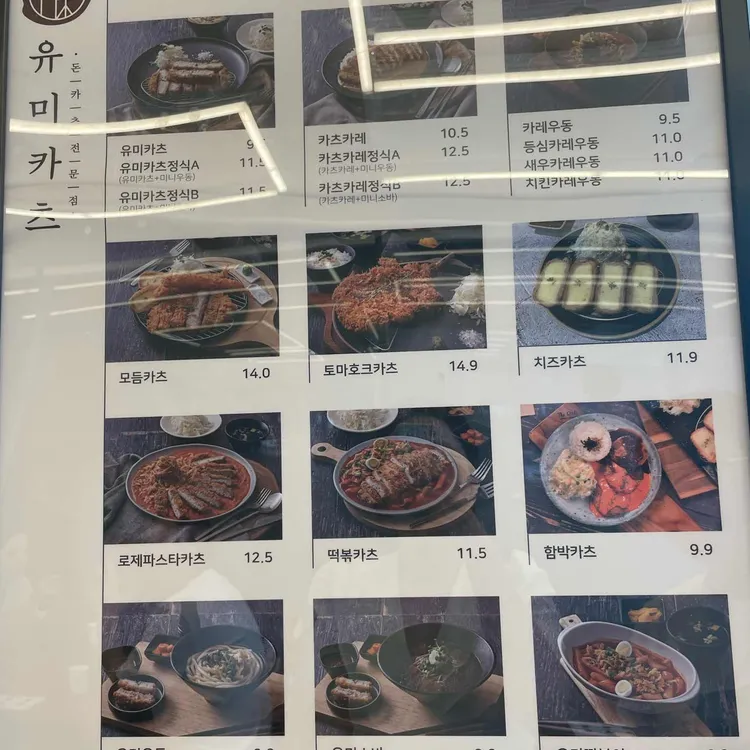 유미카츠
·돈—카—츠—전—문—점·
유미카츠
유미카츠정식A 11.5
(유미카츠+미니우동)
유미카츠정식B 11.5
카츠카레 10.5
카츠카레정식A 12.5
(카츠카레+미니우동)
카츠카레정식B 12.5
(카츠카레+미니소바)
카레우동 9.5
등심카레우동 11.0
새우카레우동 11.0
치킨카레우동 11.0
모듬카츠 14.0
토마호크카츠 14.9
치즈카츠 11.9
로제파스타카츠 12.5
떡볶카츠 11.5
함박카츠 9.9